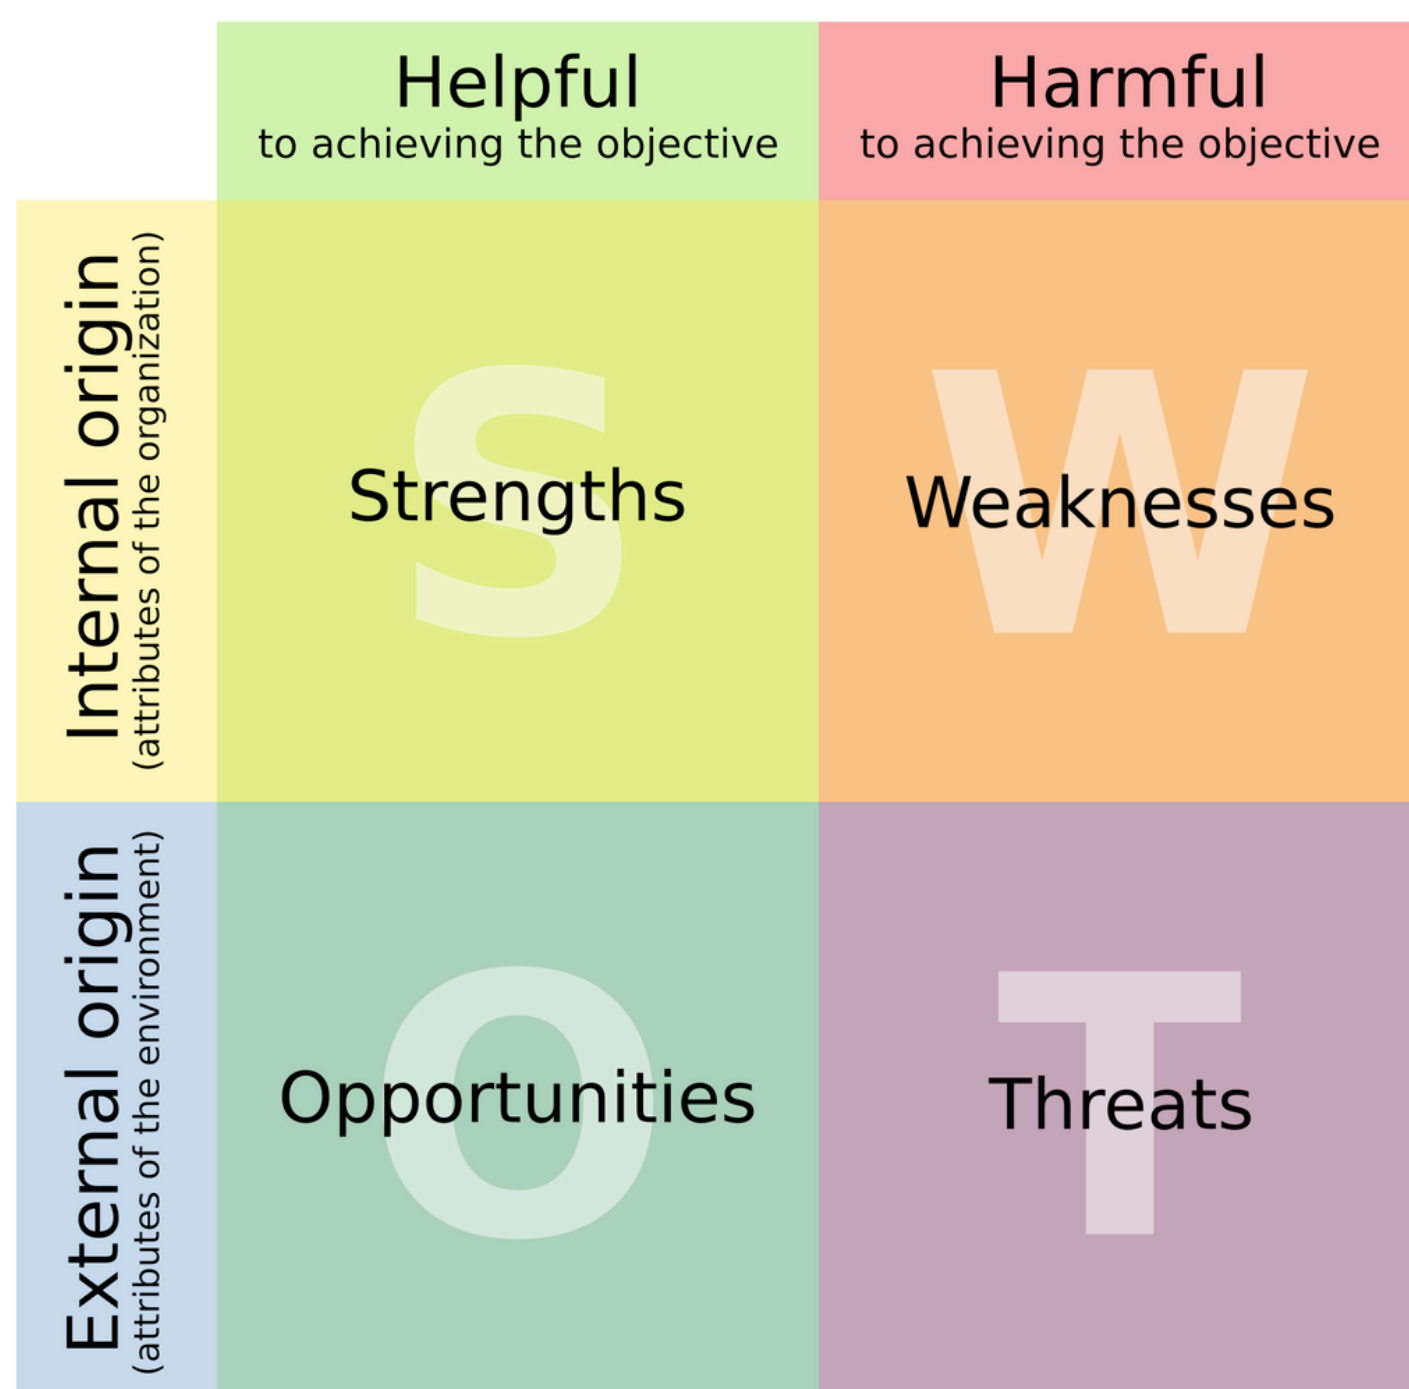 Helpful
to achieving the objective
Harmful
to achieving the objective
Internal origin
(attributes of the organization)
S
Strengths
W
Weaknesses
External origin
(attributes of the environment)
O
Opportunities
T
Threats